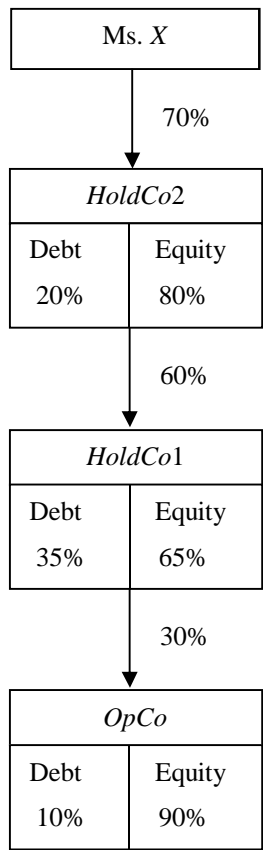 Ms. X
70%
HoldCo2
Debt Equity
20% 80%
60%
HoldCo1
Debt Equity
35% 65%
30%
OpCo
Debt Equity
10% 90%